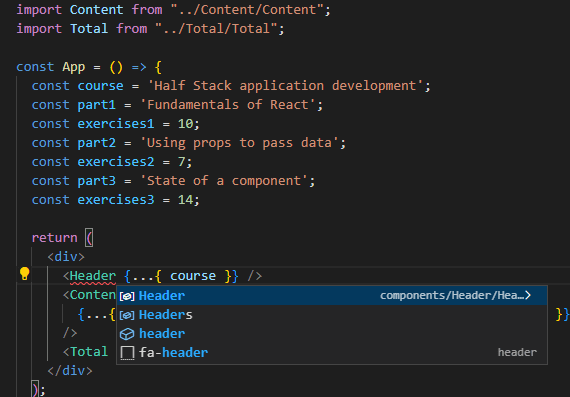 import Content from "../Content/Content";
import Total from "../Total/Total";
const App = () => {
const course = 'Half Stack application development';
const part1 = 'Fundamentals of React';
const exercises1 = 10;
const part2 = 'Using props to pass data';
const exercises2 = 7;
const part3 = 'State of a component';
const exercises3 = 14;
return (
<div>
<Header {...{ course }} />
<Conten
{...{
}}
/>
<Total
</div>
);
Header components/Header/Hea...
Headers
header
fa-header header